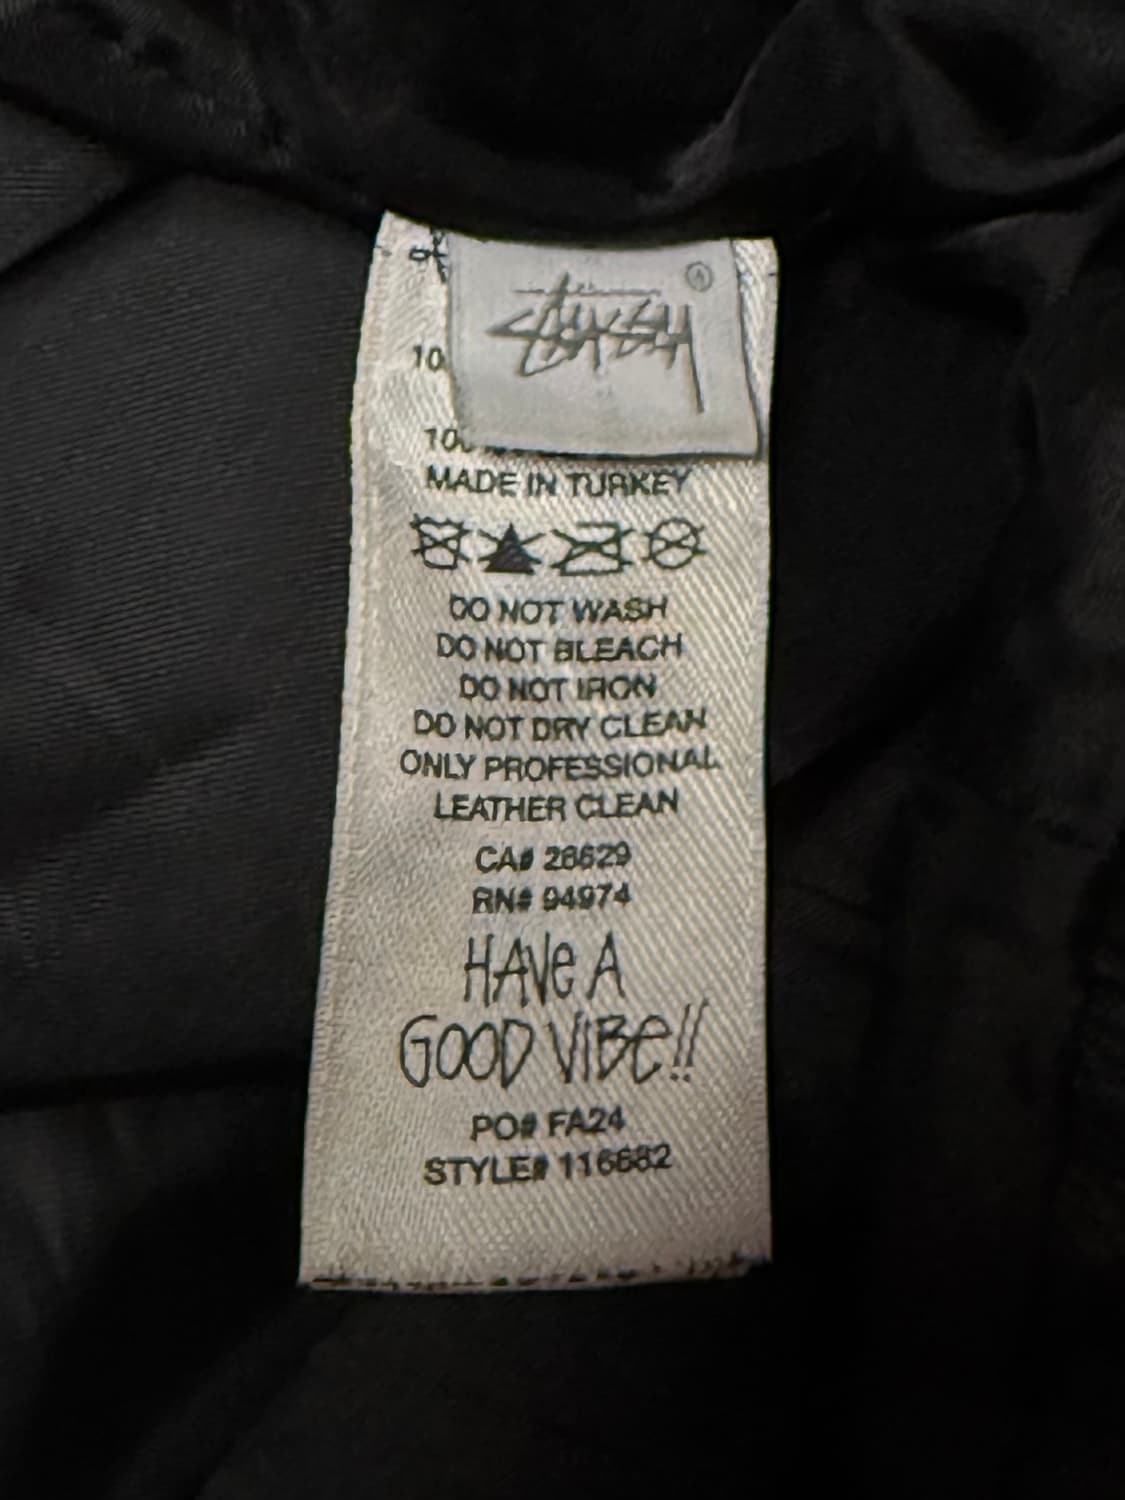 STÜSSY
MADE IN TURKEY
DO NOT WASH
DO NOT BLEACH
DO NOT IRON
DO NOT DRY CLEAN
ONLY PROFESSIONAL
LEATHER CLEAN
CA# 28629
RN# 94974
HAVE A
GOOD VIBE!!
PO# FA24
STYLE# 116682